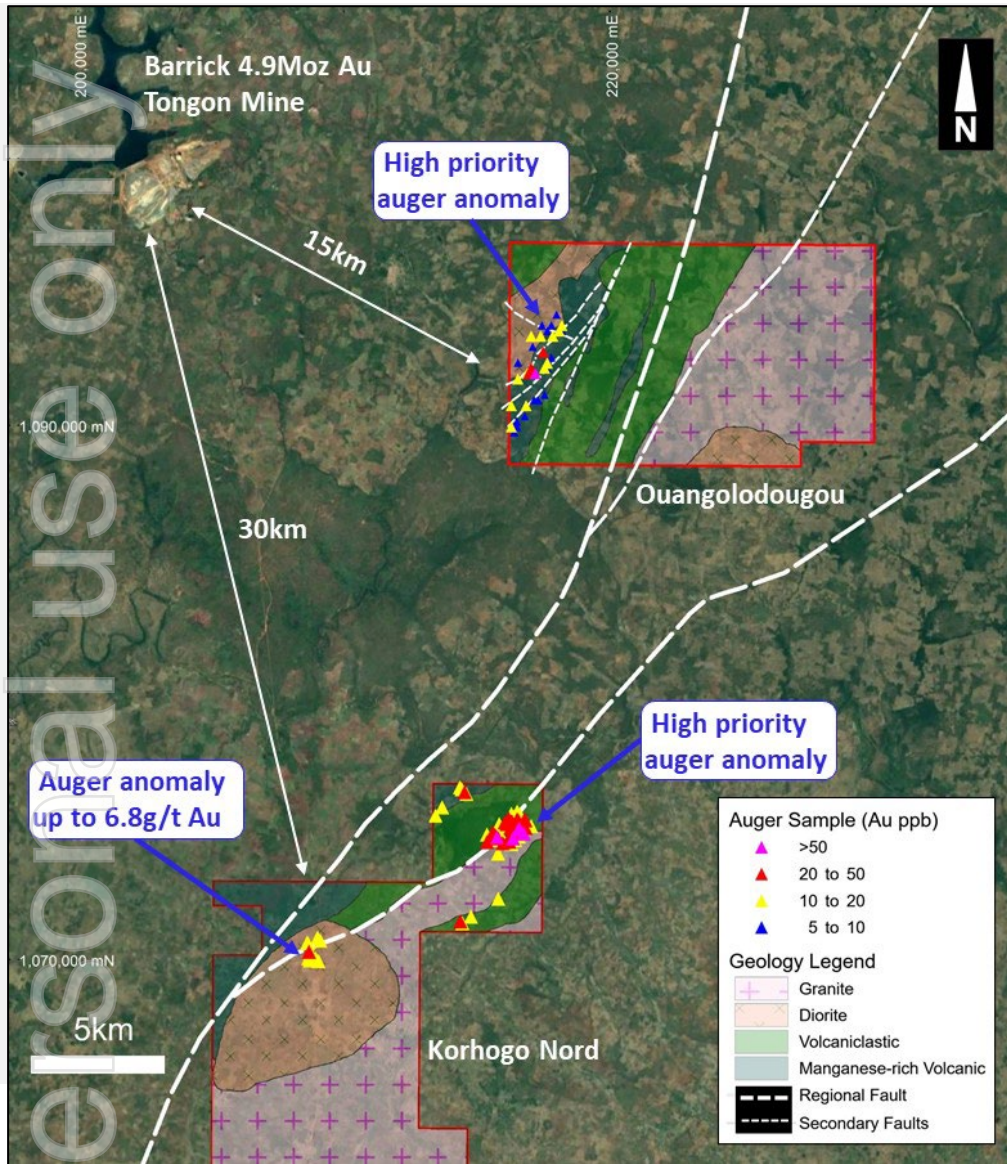 200,000 mE
220,000 mE
Barrick 4.9Moz Au
Tongon Mine
N
High priority
auger anomaly
15km
1,090,000 mN
Ouangolodougou
30km
High priority
auger anomaly
Auger anomaly
up to 6.8g/t Au
1,070,000 mN
5km
Korhogo Nord
Auger Sample (Au ppb)
>50
20 to 50
10 to 20
5 to 10
Geology Legend
Granite
Diorite
Volcaniclastic
Manganese-rich Volcanic
Regional Fault
Secondary Faults
ersonal use only